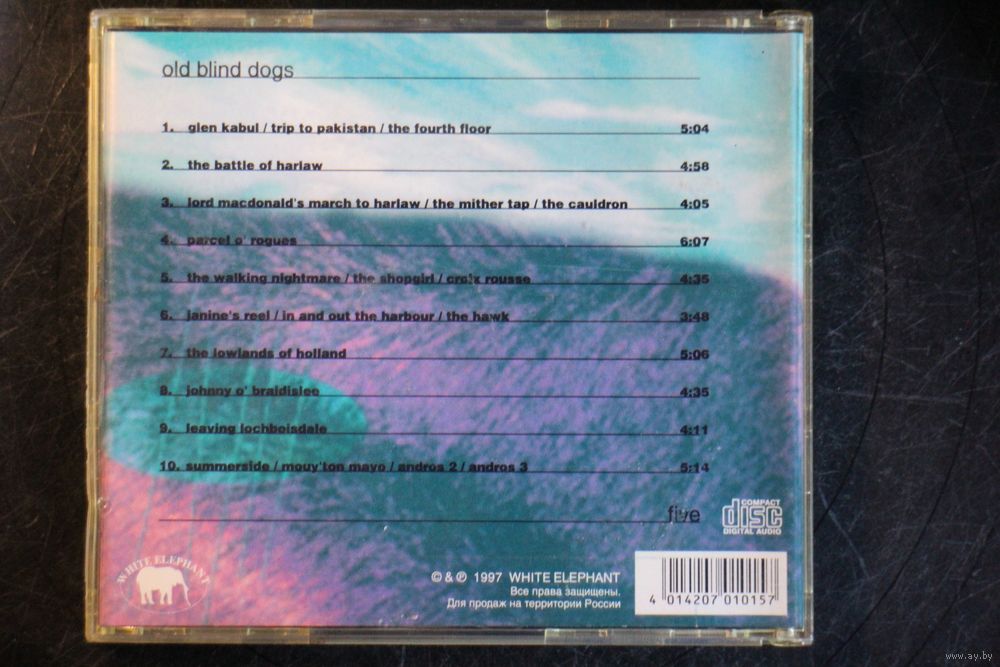 old blind dogs
1. glen kabul / trip to pakistan / the fourth floor 5:04
2. the battle of harlaw 4:58
3. lord macdonald's march to harlaw / the mither tap / the cauldron 4:05
4. parcel o' rogues 6:07
5. the walking nightmare / the shopgirl / croix rousse 4:35
6. janine's reel / in and out the harbour / the hawk 3:48
7. the lowlands of holland 5:06
8. johnny o' braidislee 4:35
9. leaving lochboisdale 4:11
10. summerside / mouy'ton mayo / andros 2 / andros 3 5:14
five
COMPACT
disc
DIGITAL AUDIO
WHITE ELEPHANT
© & ℗ 1997 WHITE ELEPHANT
Все права защищены.
Для продаж на территории России
4 014207 010157
www.ay.by